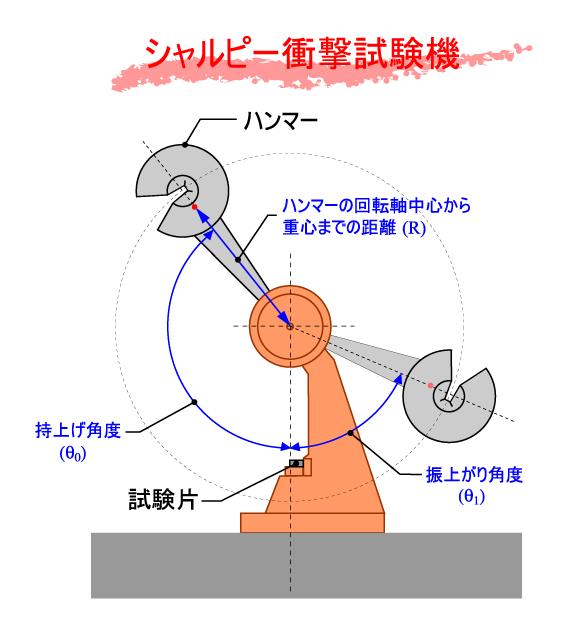 シャルピー衝撃試験機
ハンマー
ハンマーの回転軸中心から
重心までの距離 (R)
持上げ角度
(θ₀)
振上がり角度
(θ₁)
試験片